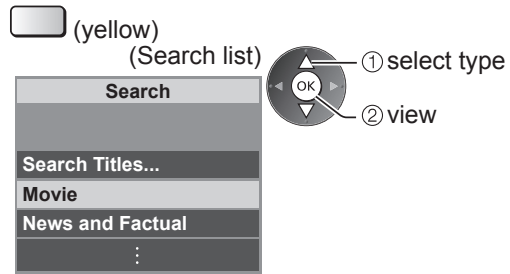 (yellow)
(Search list)
Search
Search Titles...
Movie
News and Factual
⋮
OK
① select type
② view